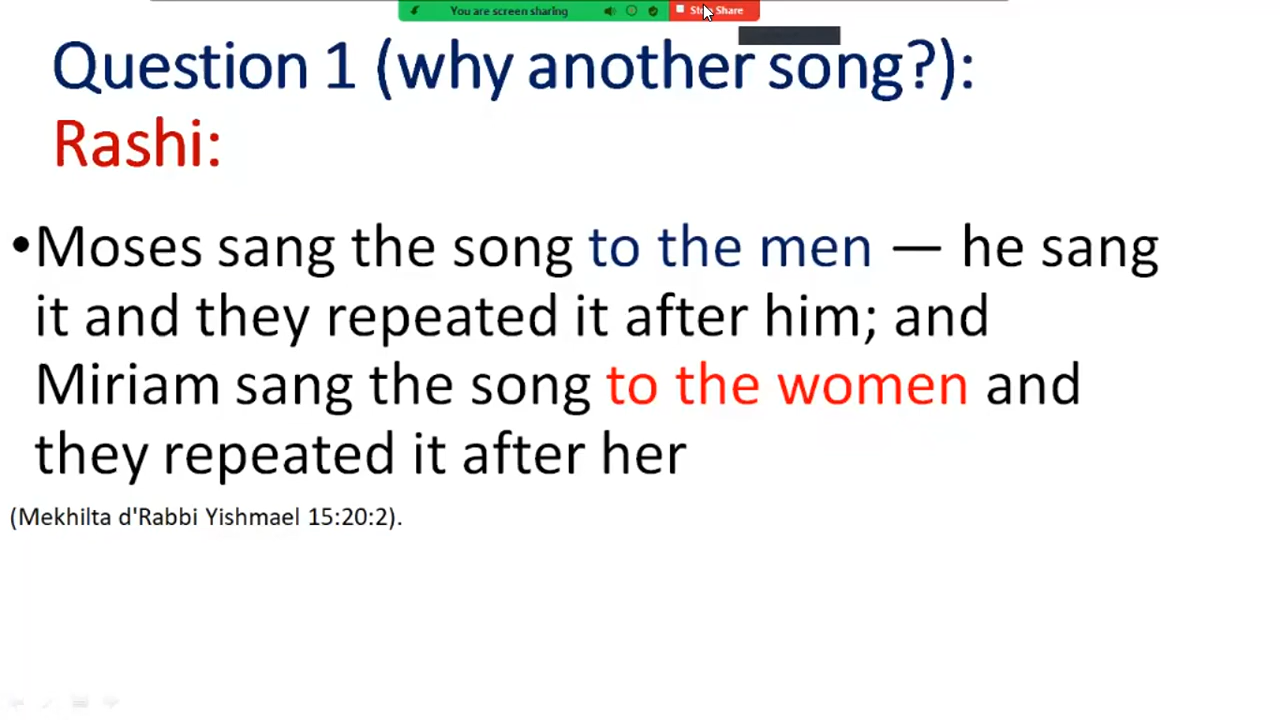 You are screen sharing
Stop Share
Question 1 (why another song?):
Rashi:
•Moses sang the song to the men — he sang
it and they repeated it after him; and
Miriam sang the song to the women and
they repeated it after her
(Mekhilta d'Rabbi Yishmael 15:20:2).